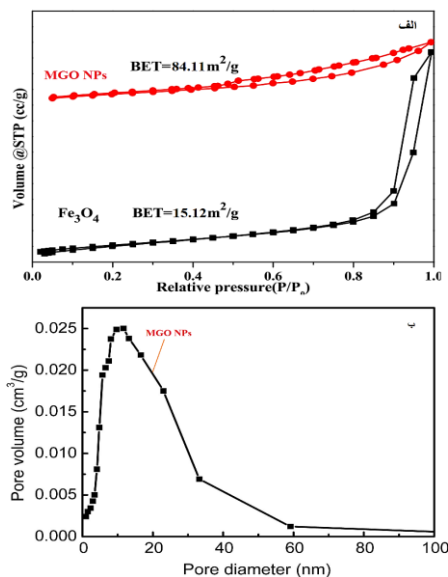 الف
MGO NPs
BET=84.11m²/g
Volume @STP (cc/g)
Fe₃O₄
BET=15.12m²/g
0.0 0.2 0.4 0.6 0.8 1.0
Relative pressure(P/Pₒ)
ب
MGO NPs
Pore volume (cm³/g)
0.025
0.020
0.015
0.010
0.005
0.000
0 20 40 60 80 100
Pore diameter (nm)